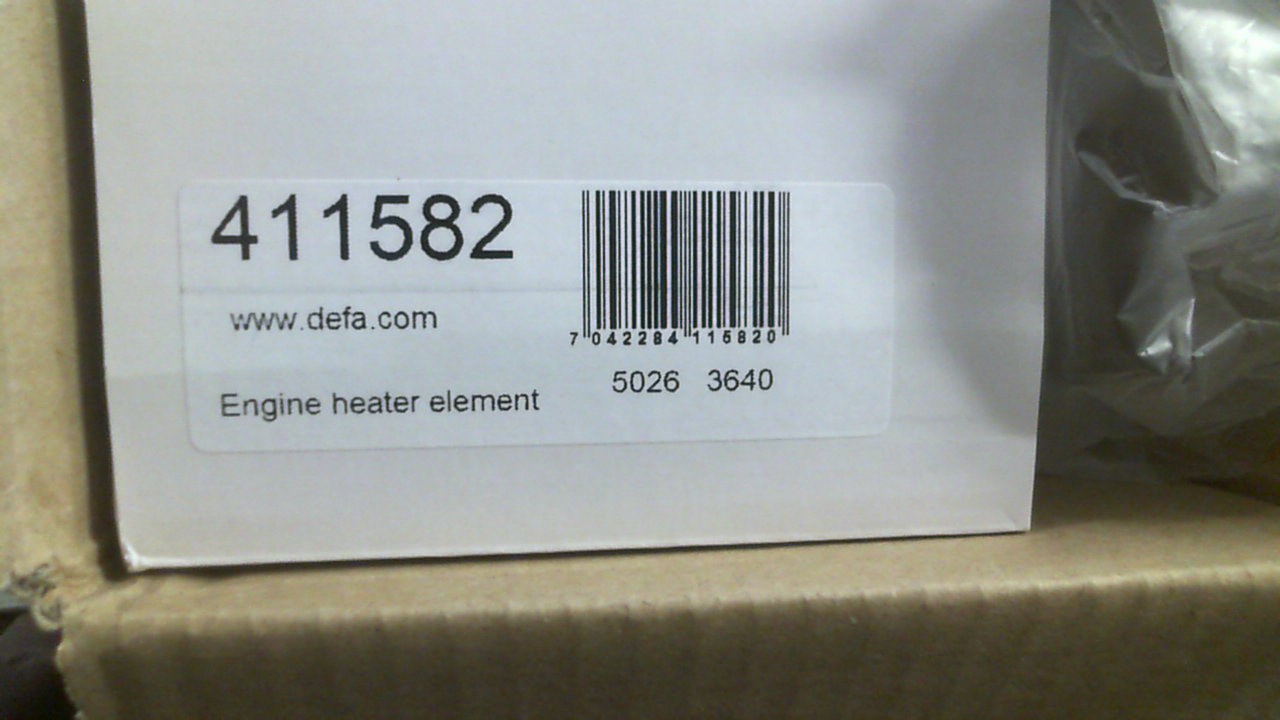 411582
www.defa.com
7 042284 115820
5026 3640
Engine heater element